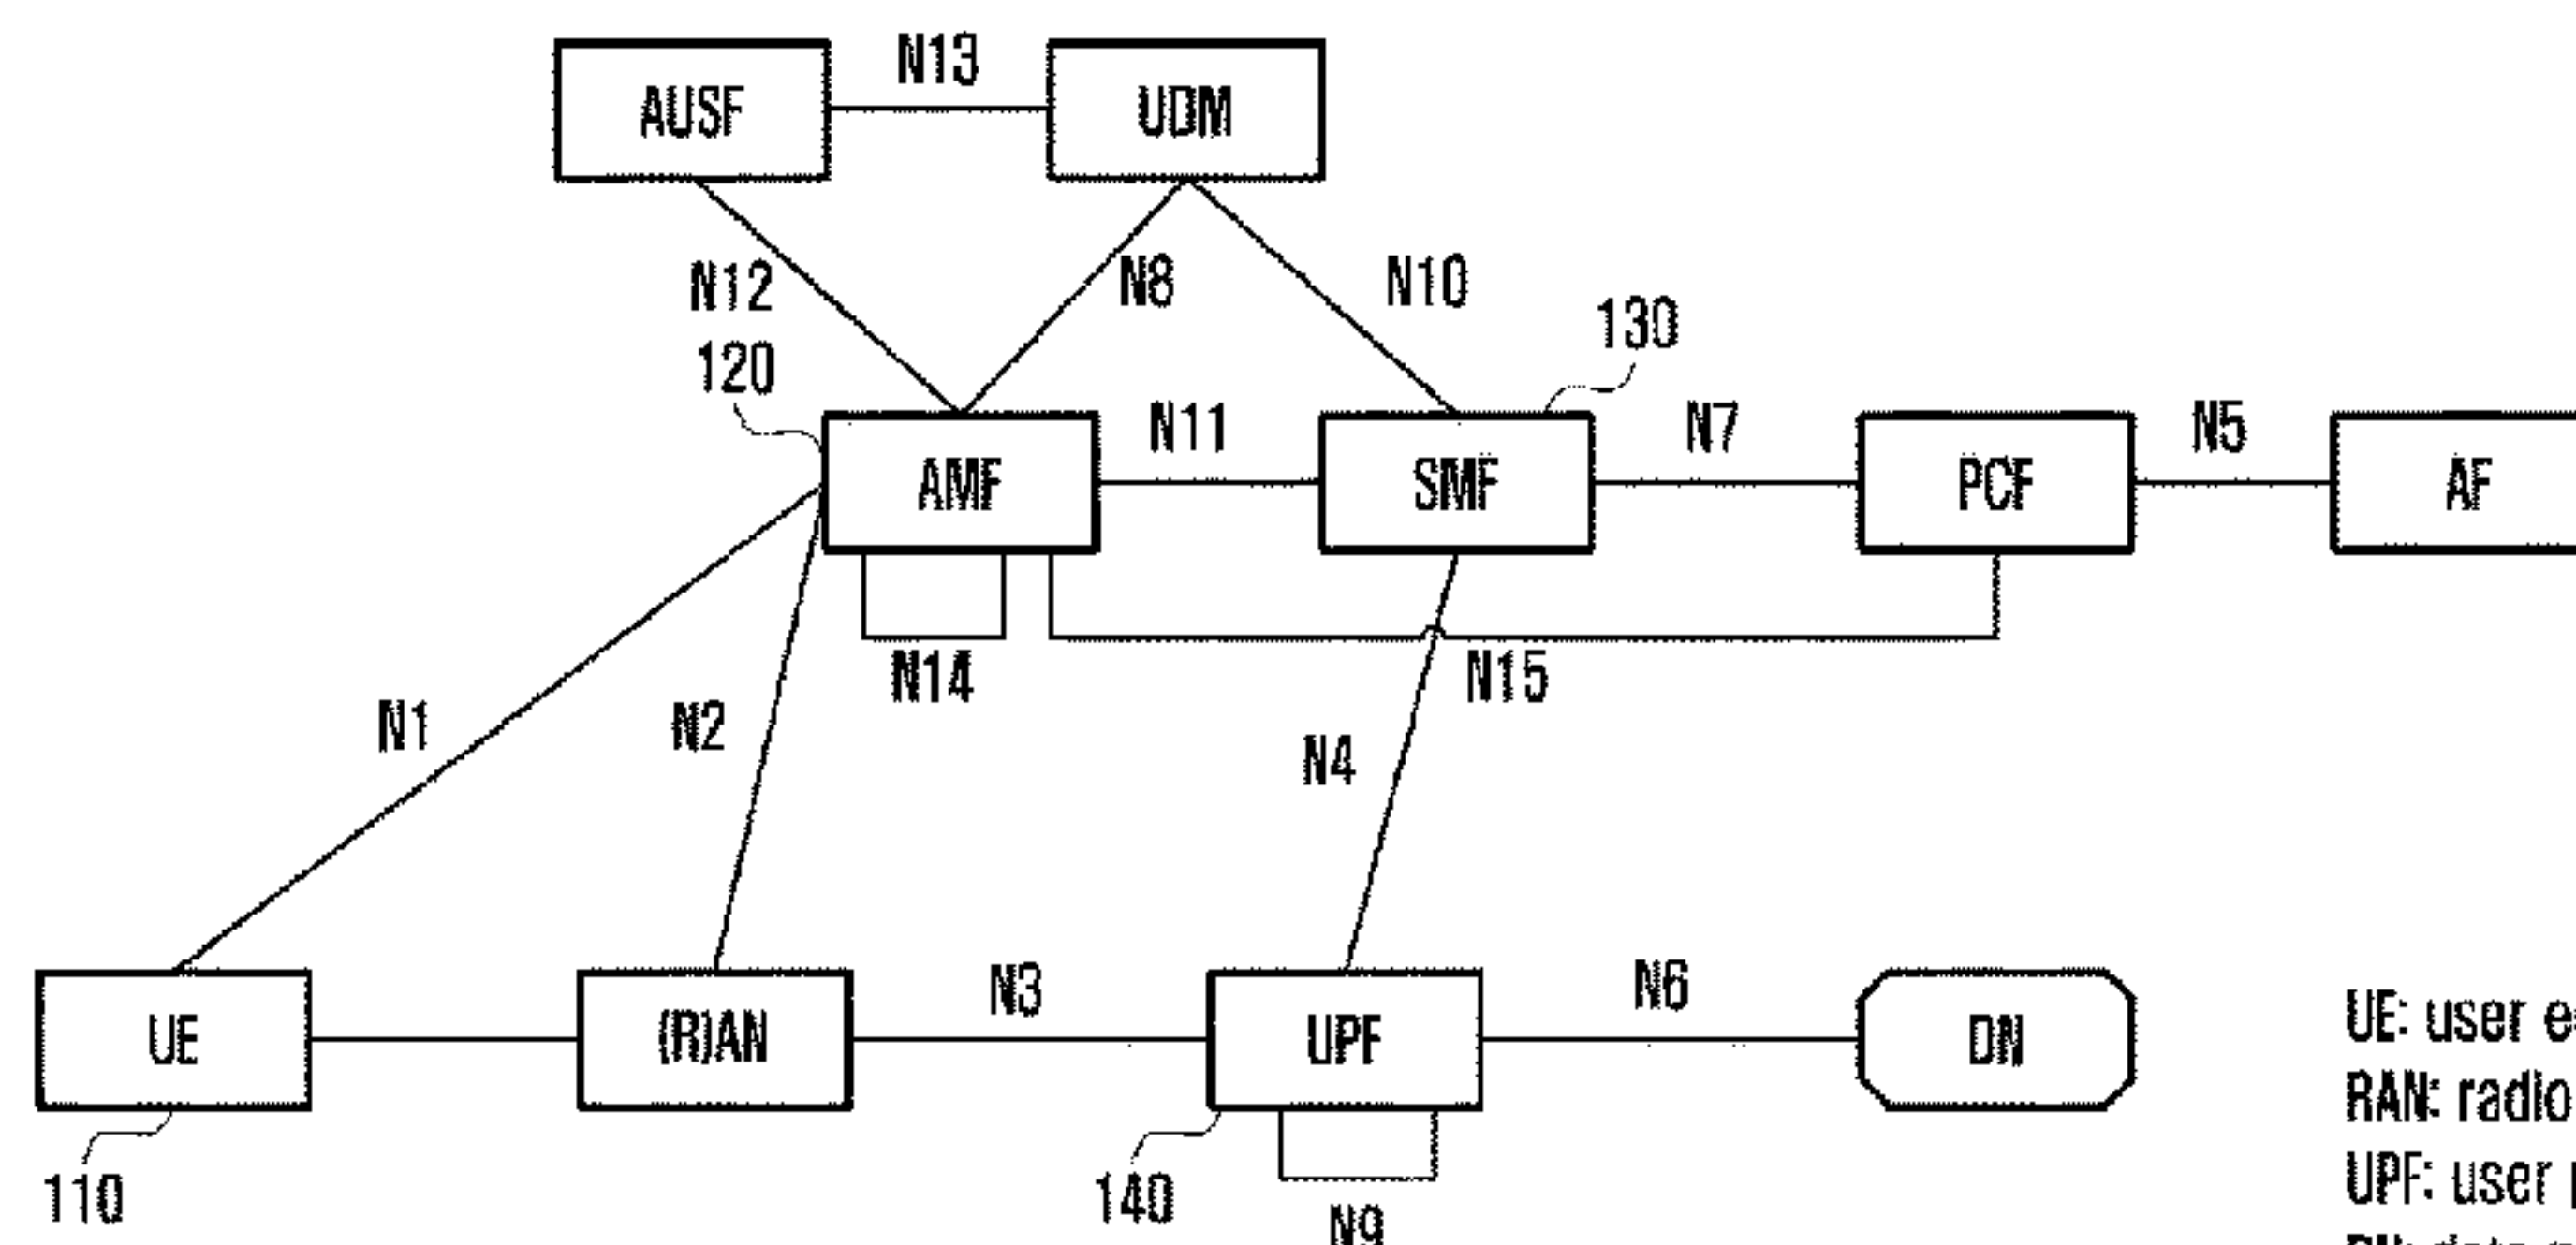 N13
AUSF
UDM
N12
N8
N10
120
130
N11
N7
N5
AMF
SMF
PCF
AF
N14
N15
N1
N2
N4
N3
N6
UE
(R)AN
UPF
DN
UE: user
RAN: radio
UPF: user
110
140
N9